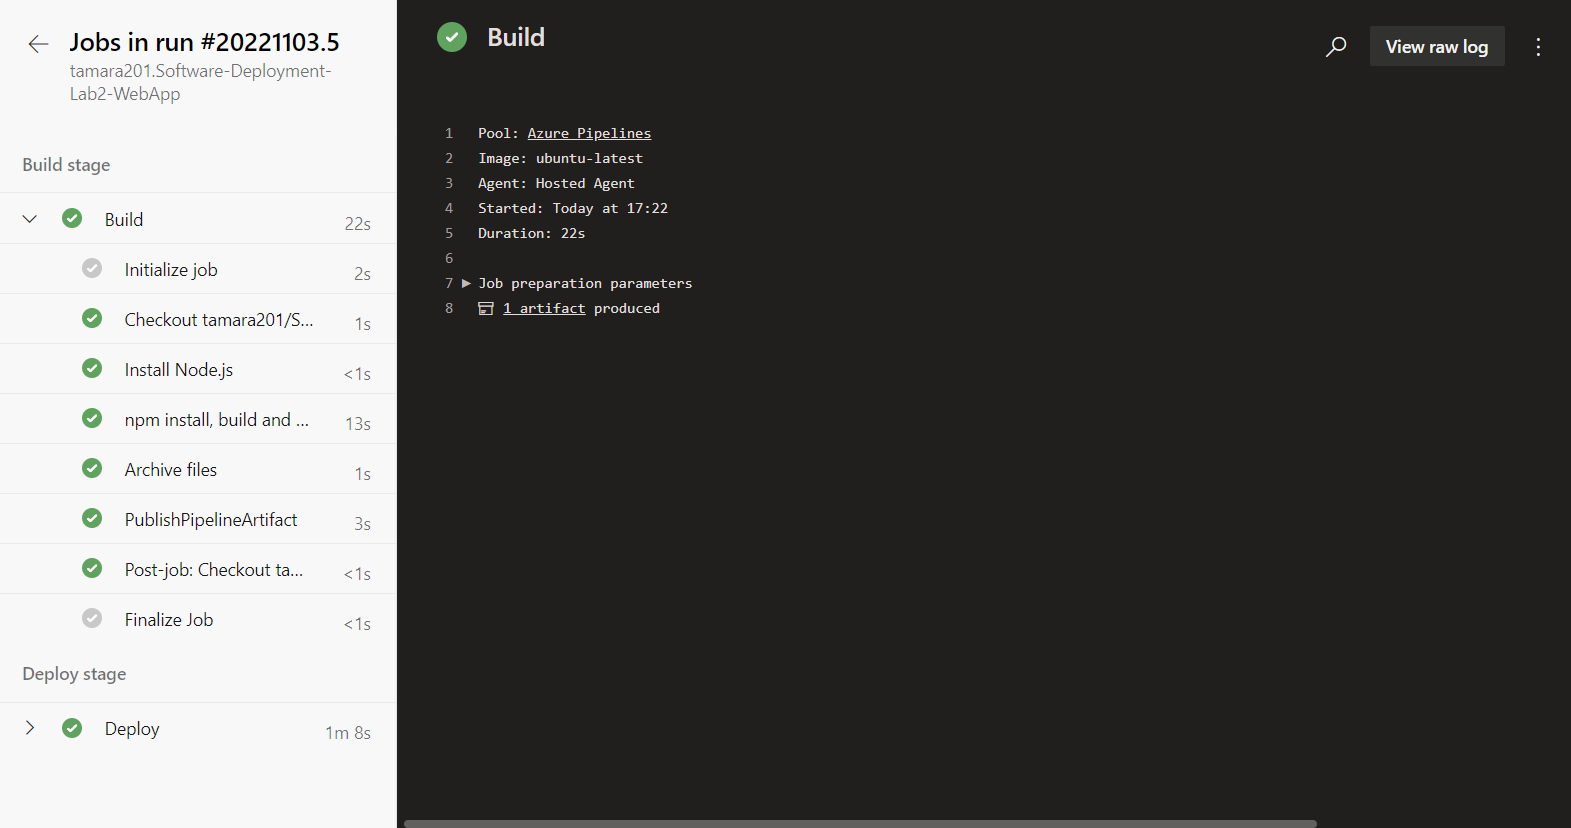 Jobs in run #20221103.5
tamara201.Software-Deployment-
Lab2-WebApp
Build stage
Build 22s
Initialize job 2s
Checkout tamara201/S... 1s
Install Node.js <1s
npm install, build and ... 13s
Archive files 1s
PublishPipelineArtifact 3s
Post-job: Checkout ta... <1s
Finalize Job <1s
Deploy stage
Deploy 1m 8s
Build
View raw log
1 Pool: Azure Pipelines
2 Image: ubuntu-latest
3 Agent: Hosted Agent
4 Started: Today at 17:22
5 Duration: 22s
6
7 Job preparation parameters
8 1 artifact produced